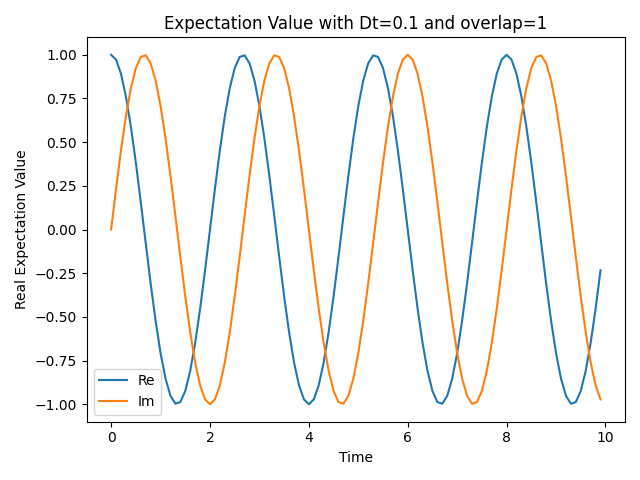 Expectation Value with Dt=0.1 and overlap=1
Real Expectation Value
1.00
0.75
0.50
0.25
0.00
−0.25
−0.50
−0.75
−1.00
Re
Im
0 2 4 6 8 10
Time